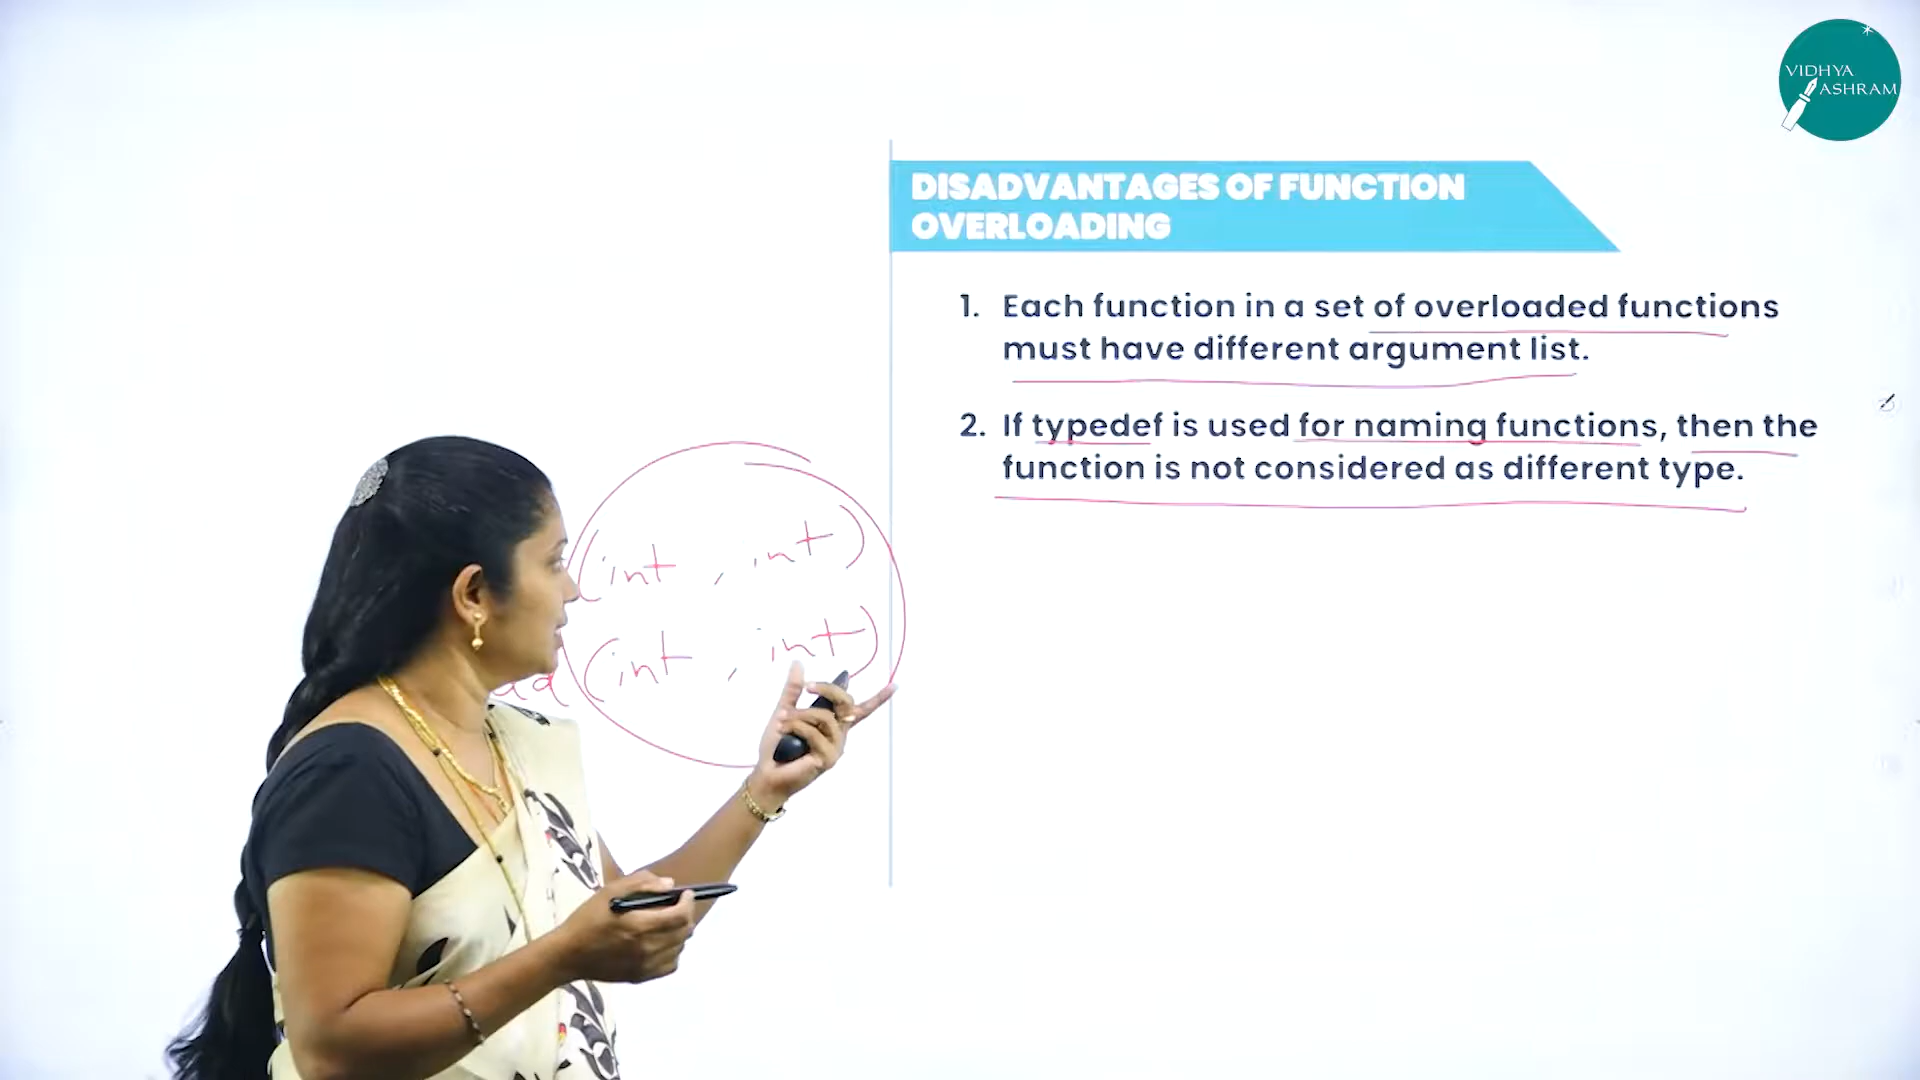 VIDHYA
ASHRAM
DISADVANTAGES OF FUNCTION
OVERLOADING
1. Each function in a set of overloaded functions
must have different argument list.
2. If typedef is used for naming functions, then the
function is not considered as different type.
(int , int)
(int , int)